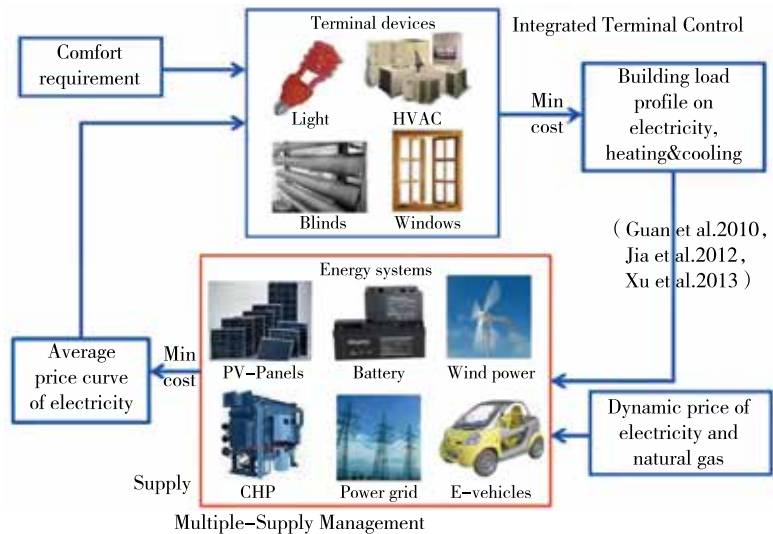 Terminal devices
Integrated Terminal Control
Comfort
requirement
Light
HVAC
Blinds
Windows
Min
cost
Building load
profile on
electricity,
heating&cooling
( Guan et al.2010,
Jia et al.2012,
Xu et al.2013 )
Energy systems
PV-Panels
Battery
Wind power
CHP
Power grid
E-vehicles
Min
cost
Average
price curve
of electricity
Dynamic price of
electricity and
natural gas
Supply
Multiple-Supply Management